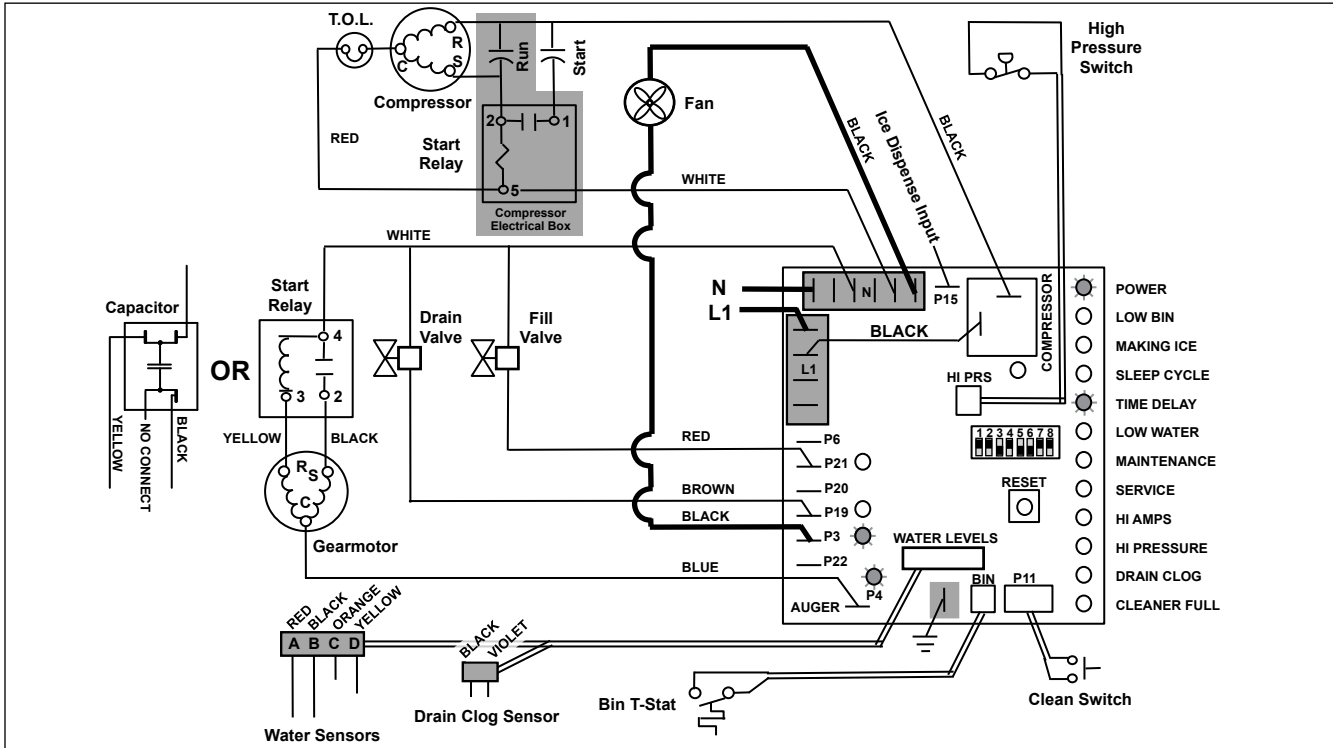 T.O.L.
R
S
C
Compressor
Run
Start
2
1
5
Start
Relay
Compressor
Electrical Box
RED
Fan
BLACK
Ice Dispense Input
BLACK
High
Pressure
Switch
WHITE
WHITE
Capacitor
YELLOW
NO CONNECT
BLACK
OR
Start
Relay
4
3
2
YELLOW
BLACK
R
S
C
Gearmotor
Drain
Valve
Fill
Valve
N
L1
N
P15
COMPRESSOR
BLACK
L1
HI PRS
1 2 3 4 5 6 7 8
RESET
RED
BROWN
BLACK
BLUE
P6
P21
P20
P19
P3
P22
P4
AUGER
WATER LEVELS
BIN
P11
POWER
LOW BIN
MAKING ICE
SLEEP CYCLE
TIME DELAY
LOW WATER
MAINTENANCE
SERVICE
HI AMPS
HI PRESSURE
DRAIN CLOG
CLEANER FULL
RED
BLACK
ORANGE
YELLOW
A B C D
Water Sensors
BLACK
VIOLET
Drain Clog Sensor
Bin T-Stat
Clean Switch